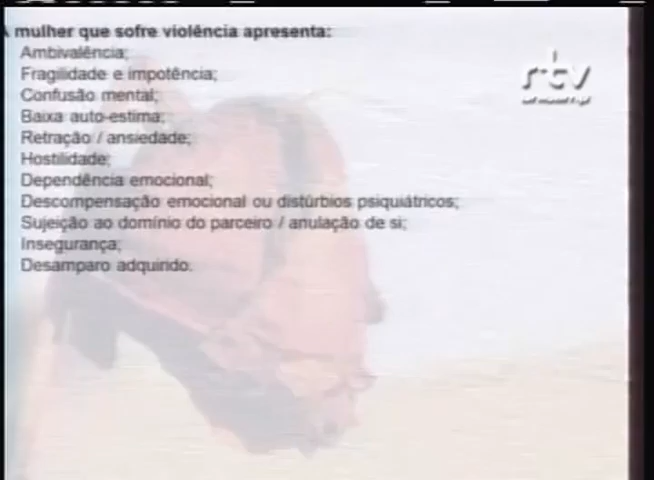 A mulher que sofre violência apresenta:
Ambivalência;
Fragilidade e impotência;
Confusão mental;
Baixa auto-estima;
Retração / ansiedade;
Hostilidade;
Dependência emocional;
Descompensação emocional ou distúrbios psiquiátricos;
Sujeição ao domínio do parceiro / anulação de si;
Insegurança;
Desamparo adquirido.
rtv